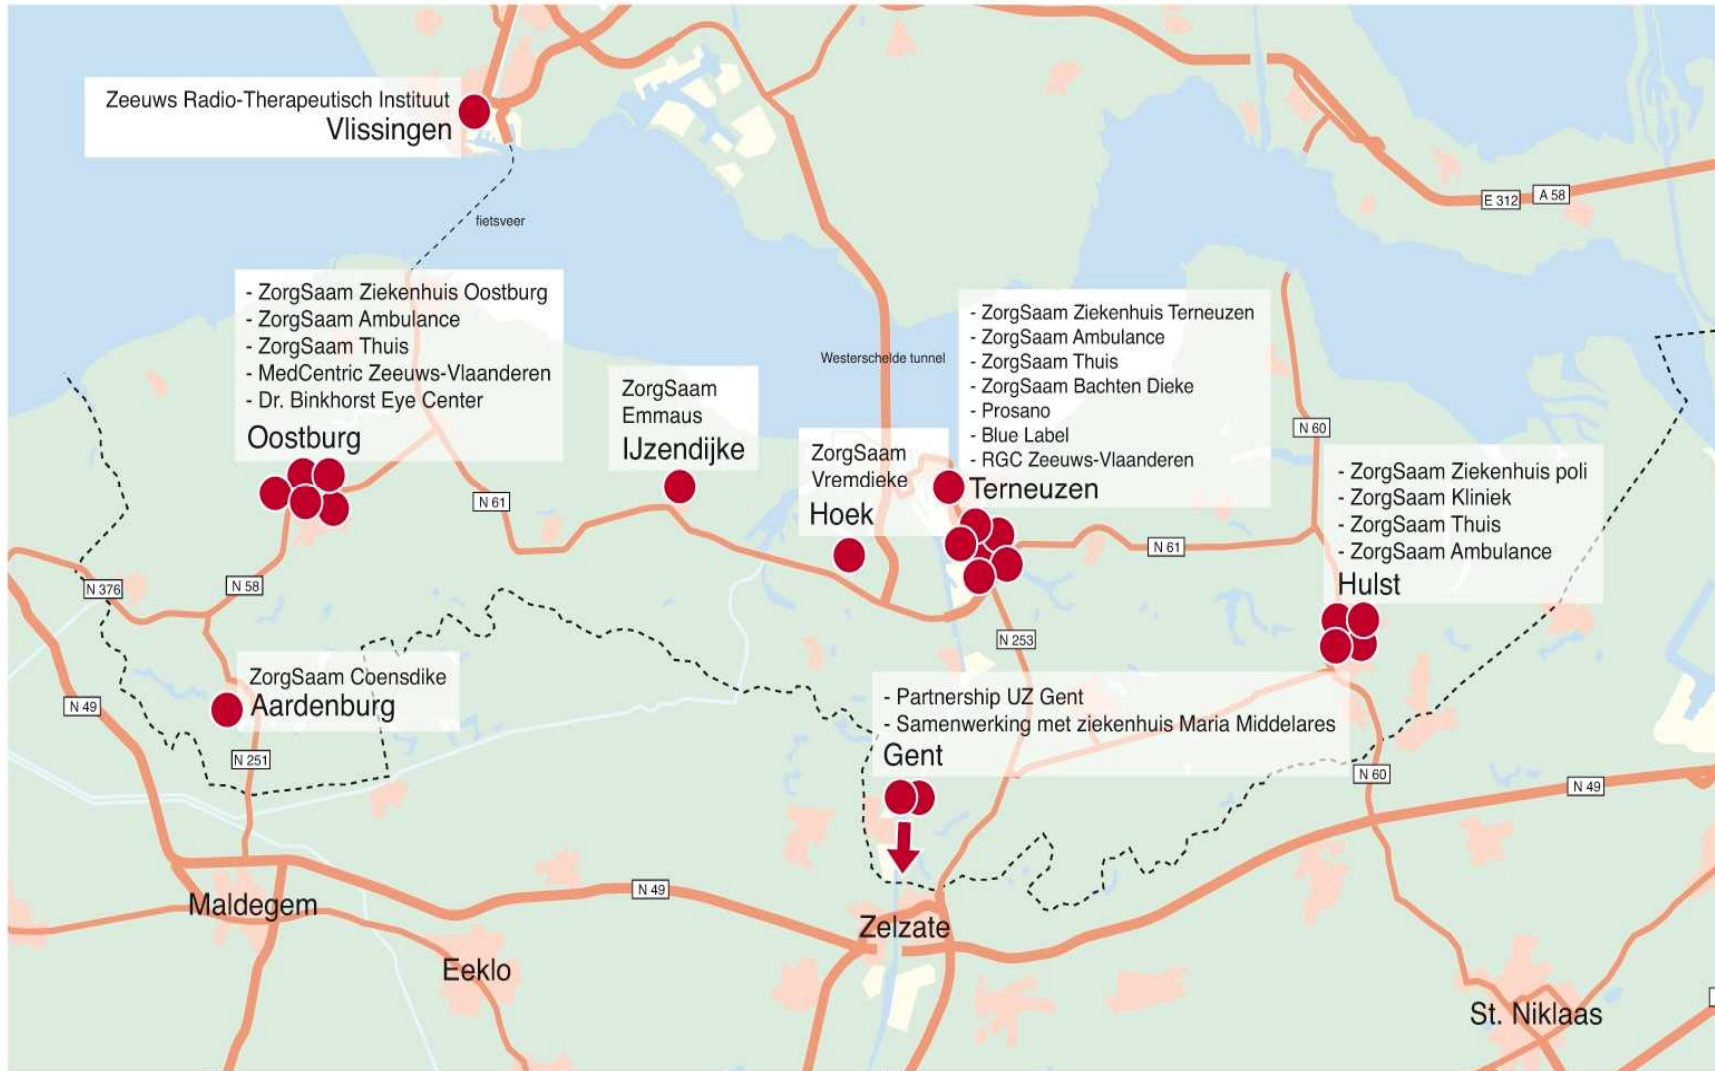 Zeeuws Radio-Therapeutisch Instituut
Vlissingen
fietsveer
E 312
A 58
- ZorgSaam Ziekenhuis Oostburg
- ZorgSaam Ambulance
- ZorgSaam Thuis
- MedCentric Zeeuws-Vlaanderen
- Dr. Binkhorst Eye Center
Oostburg
ZorgSaam
Emmaus
IJzendijke
Westerschelde tunnel
ZorgSaam
Vremdieke
Hoek
- ZorgSaam Ziekenhuis Terneuzen
- ZorgSaam Ambulance
- ZorgSaam Thuis
- ZorgSaam Bachten Dieke
- Prosano
- Blue Label
- RGC Zeeuws-Vlaanderen
Terneuzen
N 60
- ZorgSaam Ziekenhuis poli
- ZorgSaam Kliniek
- ZorgSaam Thuis
- ZorgSaam Ambulance
Hulst
N 61
N 61
N 376
N 58
N 253
ZorgSaam Coensdike
Aardenburg
N 49
N 251
- Partnership UZ Gent
- Samenwerking met ziekenhuis Maria Middelares
Gent
N 60
N 49
N 49
Maldegem
Zelzate
Eeklo
St. Niklaas